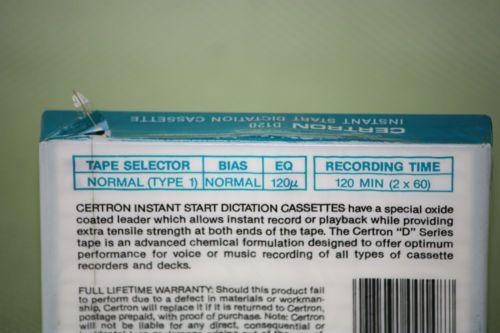 CERTRON D120
INSTANT START DICTATION CASSETTE
TAPE SELECTOR BIAS EQ RECORDING TIME
NORMAL (TYPE 1) NORMAL 120µ 120 MIN (2 x 60)
CERTRON INSTANT START DICTATION CASSETTES have a special oxide
coated leader which allows instant record or playback while providing
extra tensile strength at both ends of the tape. The Certron "D" Series
tape is an advanced chemical formulation designed to offer optimum
performance for voice or music recording of all types of cassette
recorders and decks.
FULL LIFETIME WARRANTY: Should this product fail
to perform due to a defect in materials or workman-
ship, Certron will replace it if it is returned to Certron,
postage prepaid, with proof of purchase. Note: Certron
will not be liable for any direct, consequential or